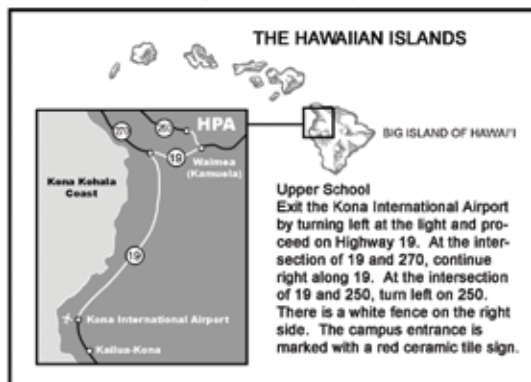 THE HAWAIIAN ISLANDS
270
250
HPA
19
Waimea
(Kamuela)
BIG ISLAND OF HAWAI'I
Kona Kohala
Coast
19
Kona International Airport
Kailua-Kona
Upper School
Exit the Kona International Airport
by turning left at the light and pro-
ceed on Highway 19. At the inter-
section of 19 and 270, continue
right along 19. At the intersection
of 19 and 250, turn left on 250.
There is a white fence on the right
side. The campus entrance is
marked with a red ceramic tile sign.